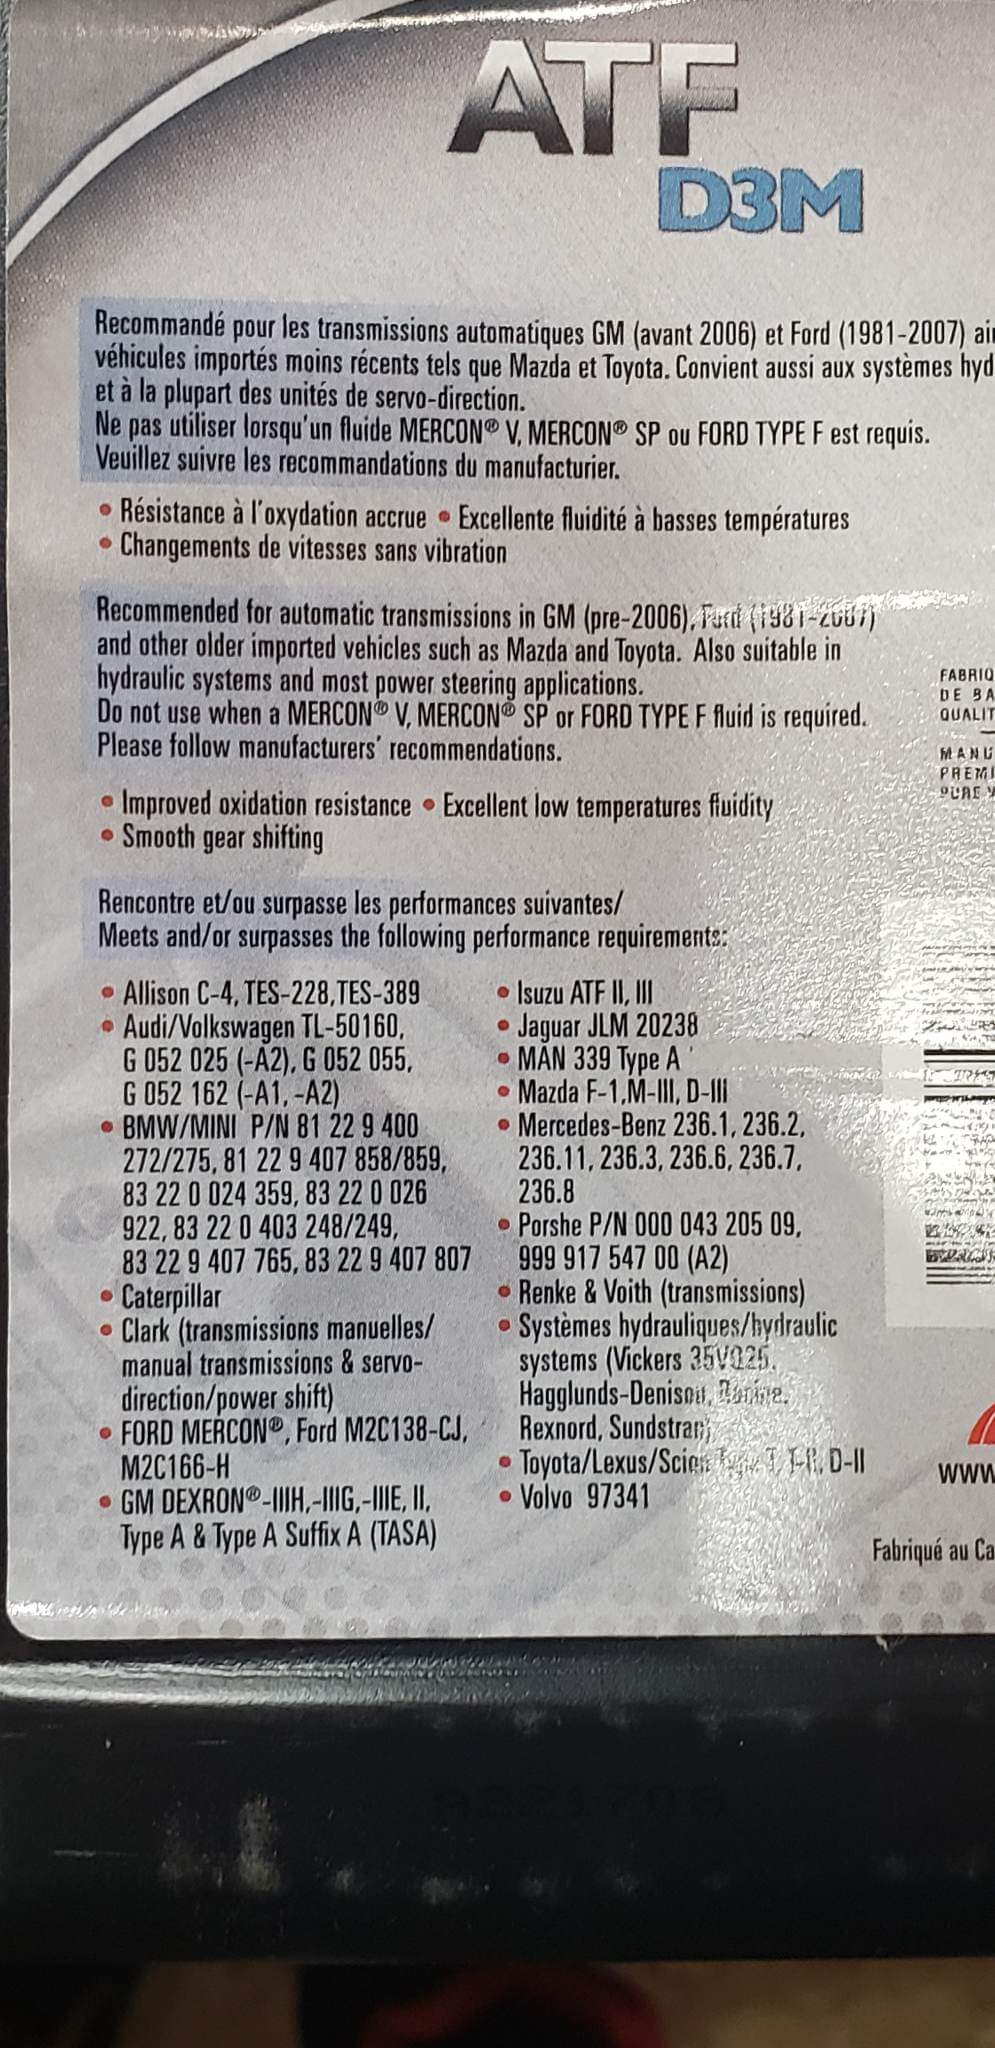 ATF
D3M
Recommandé pour les transmissions automatiques GM (avant 2006) et Ford (1981-2007)
véhicules importés moins récents tels que Mazda et Toyota. Convient aussi aux systèmes
et à la plupart des unités de servo-direction.
Ne pas utiliser lorsqu'un fluide MERCON® V, MERCON® SP ou FORD TYPE F est requis.
Veuillez suivre les recommandations du manufacturier.
• Résistance à l'oxydation accrue • Excellente fluidité à basses températures
• Changements de vitesses sans vibration
Recommended for automatic transmissions in GM (pre-2006), Ford (1981-2007)
and other older imported vehicles such as Mazda and Toyota. Also suitable in
hydraulic systems and most power steering applications.
Do not use when a MERCON® V, MERCON® SP or FORD TYPE F fluid is required.
Please follow manufacturers' recommendations.
• Improved oxidation resistance • Excellent low temperatures fluidity
• Smooth gear shifting
Rencontre et/ou surpasse les performances suivantes/
Meets and/or surpasses the following performance requirements:
• Allison C-4, TES-228,TES-389
• Audi/Volkswagen TL-50160,
G 052 025 (-A2), G 052 055,
G 052 162 (-A1, -A2)
• BMW/MINI P/N 81 22 9 400
272/275, 81 22 9 407 858/859,
83 22 0 024 359, 83 22 0 026
922, 83 22 0 403 248/249,
83 22 9 407 765, 83 22 9 407 807
• Caterpillar
• Clark (transmissions manuelles/
manual transmissions & servo-
direction/power shift)
• FORD MERCON®, Ford M2C138-CJ,
M2C166-H
• GM DEXRON®-IIIH,-IIIG,-IIIE, II,
Type A & Type A Suffix A (TASA)
• Isuzu ATF II, III
• Jaguar JLM 20238
• MAN 339 Type A
• Mazda F-1,M-III, D-III
• Mercedes-Benz 236.1, 236.2,
236.11, 236.3, 236.6, 236.7,
236.8
• Porshe P/N 000 043 205 09,
999 917 547 00 (A2)
• Renke & Voith (transmissions)
• Systèmes hydrauliques/hydraulic
systems (Vickers
Hagglunds-Denison,
Rexnord, Sundstran
• Toyota/Lexus/Scion D-II
• Volvo 97341
DE
www
Fabriqué au